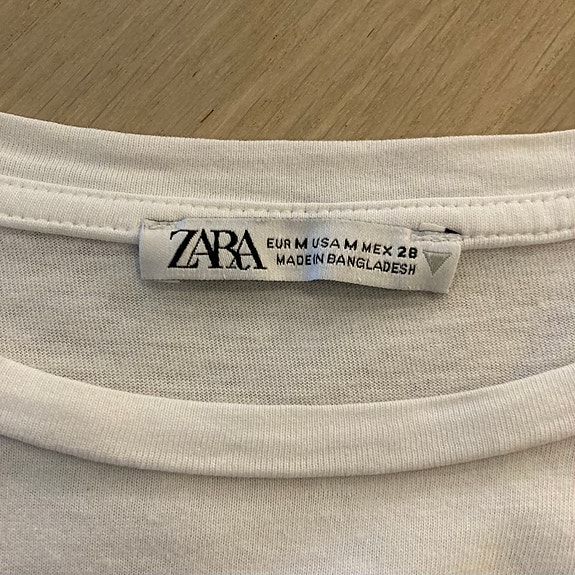 ZARA
EUR M USA M MEX 28
MADE IN BANGLADESH